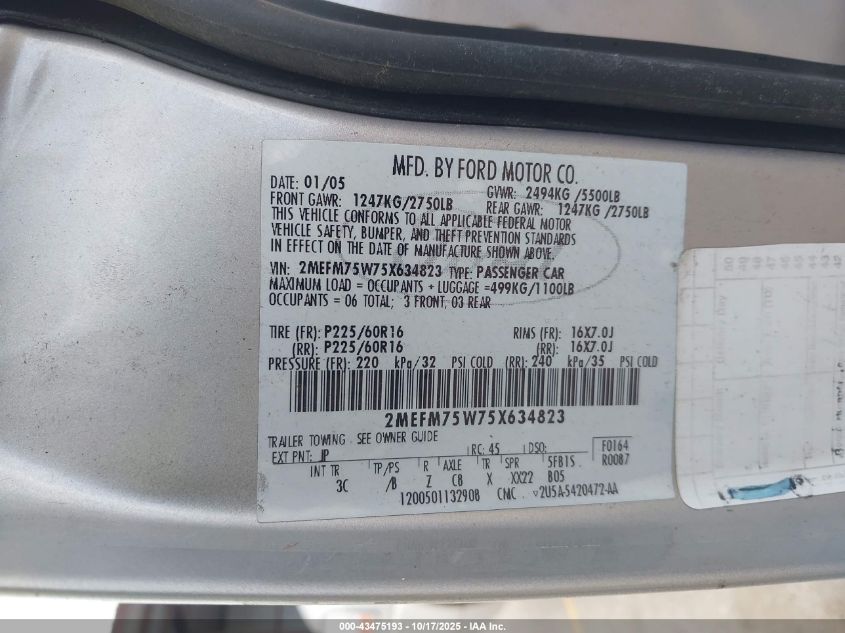 MFD. BY FORD MOTOR CO.
DATE: 01/05 GVWR: 2494KG /5500LB
FRONT GAWR: 1247KG/2750LB REAR GAWR: 1247KG /2750LB
THIS VEHICLE CONFORMS TO ALL APPLICABLE FEDERAL MOTOR
VEHICLE SAFETY, BUMPER, AND THEFT PREVENTION STANDARDS
IN EFFECT ON THE DATE OF MANUFACTURE SHOWN ABOVE.
VIN: 2MEFM75W75X634823 TYPE: PASSENGER CAR
MAXIMUM LOAD = OCCUPANTS + LUGGAGE =499KG/1100LB
OCCUPANTS = 06 TOTAL; 3 FRONT, 03 REAR
TIRE (FR): P225/60R16 RIMS (FR): 16X7.0J
(RR): P225/60R16 (RR): 16X7.0J
PRESSURE (FR): 220 kPa/32 PSI COLD (RR): 240 kPa/35 PSI COLD
2MEFM75W75X634823
TRAILER TOWING - SEE OWNER GUIDE
EXT PNT: JP RC: 45 DSO: F0164
INT TR TP/PS R AXLE TR SPR 5FB1S R0087
3C /B Z C8 X XX22 B05
1200501132908 CMC ▽2U5A-5420472-AA
000-43475193 - 10/17/2025 - IAA Inc.